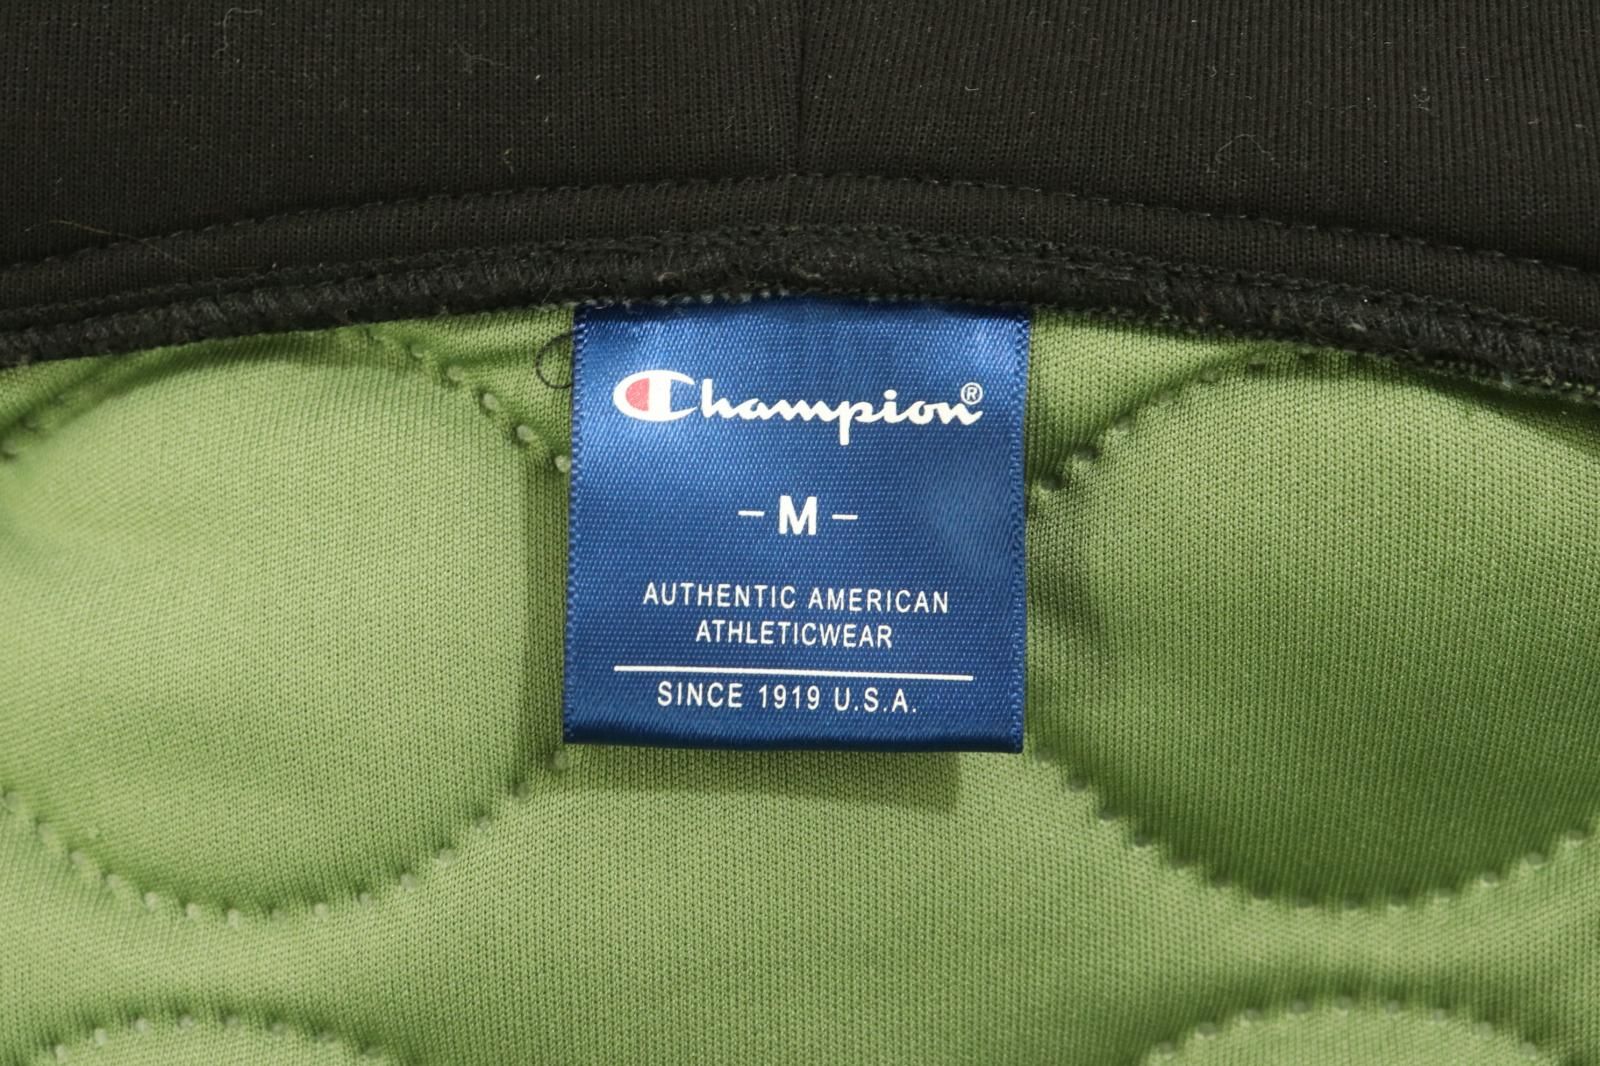 Champion®
- M -
AUTHENTIC AMERICAN
ATHLETICWEAR
SINCE 1919 U.S.A.